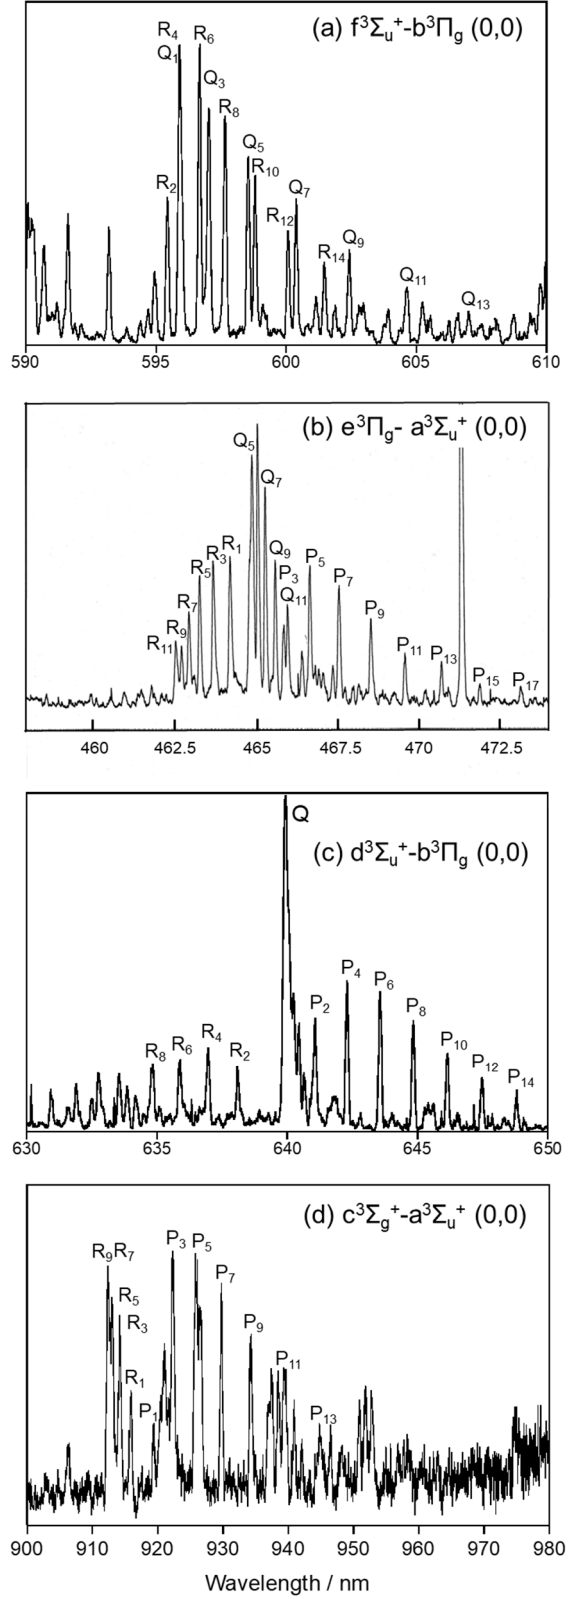 (a) f³Σᵤ⁺-b³Π_g (0,0)
R₄
R₆
Q₁
Q₃
R₈
Q₅
R₁₀
R₂
Q₇
R₁₂
R₁₄
Q₉
Q₁₁
Q₁₃
590 595 600 605 610
(b) e³Π_g- a³Σᵤ⁺ (0,0)
Q₅
Q₇
Q₉
R₁
R₃
P₅
R₅
P₃
P₇
R₇
Q₁₁
P₉
R₉
R₁₁
P₁₁
P₁₃
P₁₅
P₁₇
460 462.5 465 467.5 470 472.5
Q
(c) d³Σᵤ⁺-b³Π_g (0,0)
P₄
P₆
P₂
P₈
R₄
P₁₀
R₆
R₈
R₂
P₁₂
P₁₄
630 635 640 645 650
(d) c³Σ_g⁺-a³Σᵤ⁺ (0,0)
P₃ P₅
R₉R₇
P₇
R₅
P₉
R₃
P₁₁
R₁
P₁
P₁₃
900 910 920 930 940 950 960 970 980
Wavelength / nm